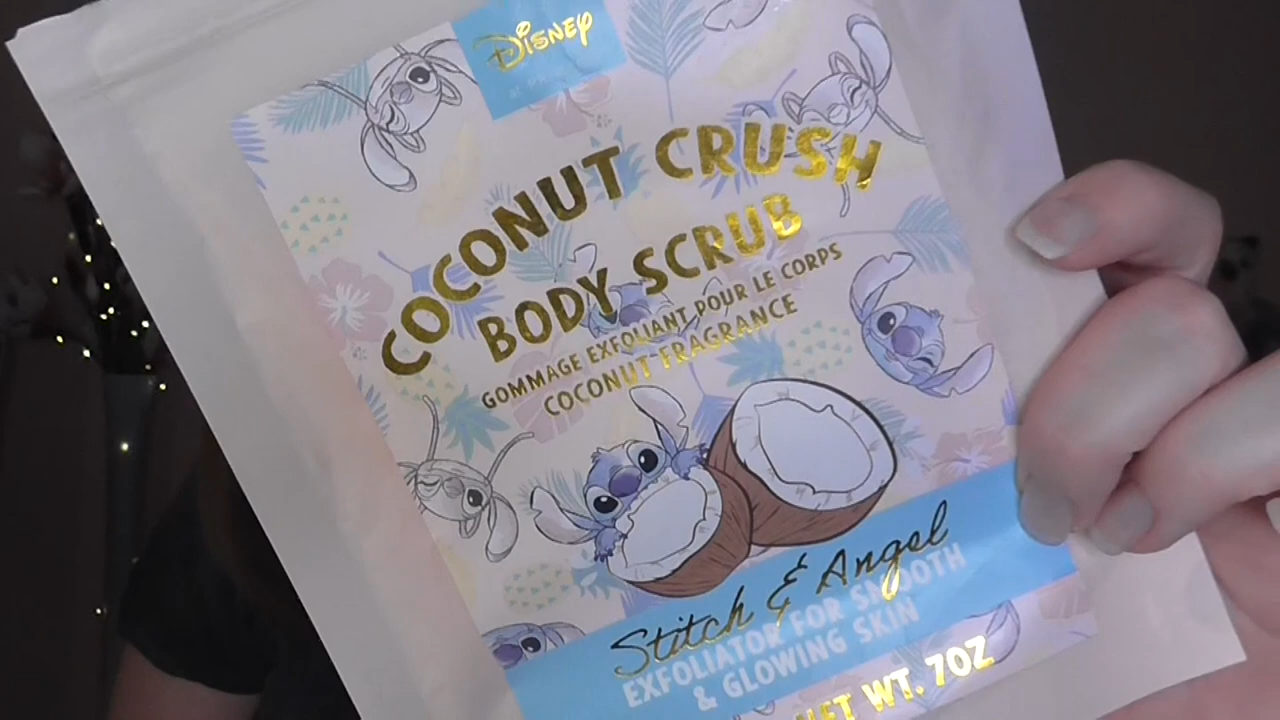 Disney
COCONUT CRUSH
BODY SCRUB
GOMMAGE EXFOLIANT POUR LE CORPS
COCONUT FRAGRANCE
Stitch & Angel
EXFOLIATOR FOR SMOOTH
& GLOWING SKIN
NET WT. 7OZ